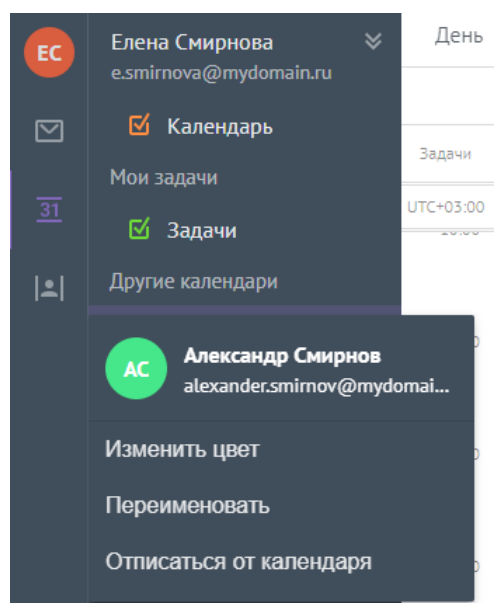 ЕС
Елена Смирнова
e.smirnova@mydomain.ru
День
Календарь
Задачи
Мои задачи
31
UTC+03:00
Задачи
Другие календари
АС
Александр Смирнов
alexander.smirnov@mydomai...
Изменить цвет
Переименовать
Отписаться от календаря